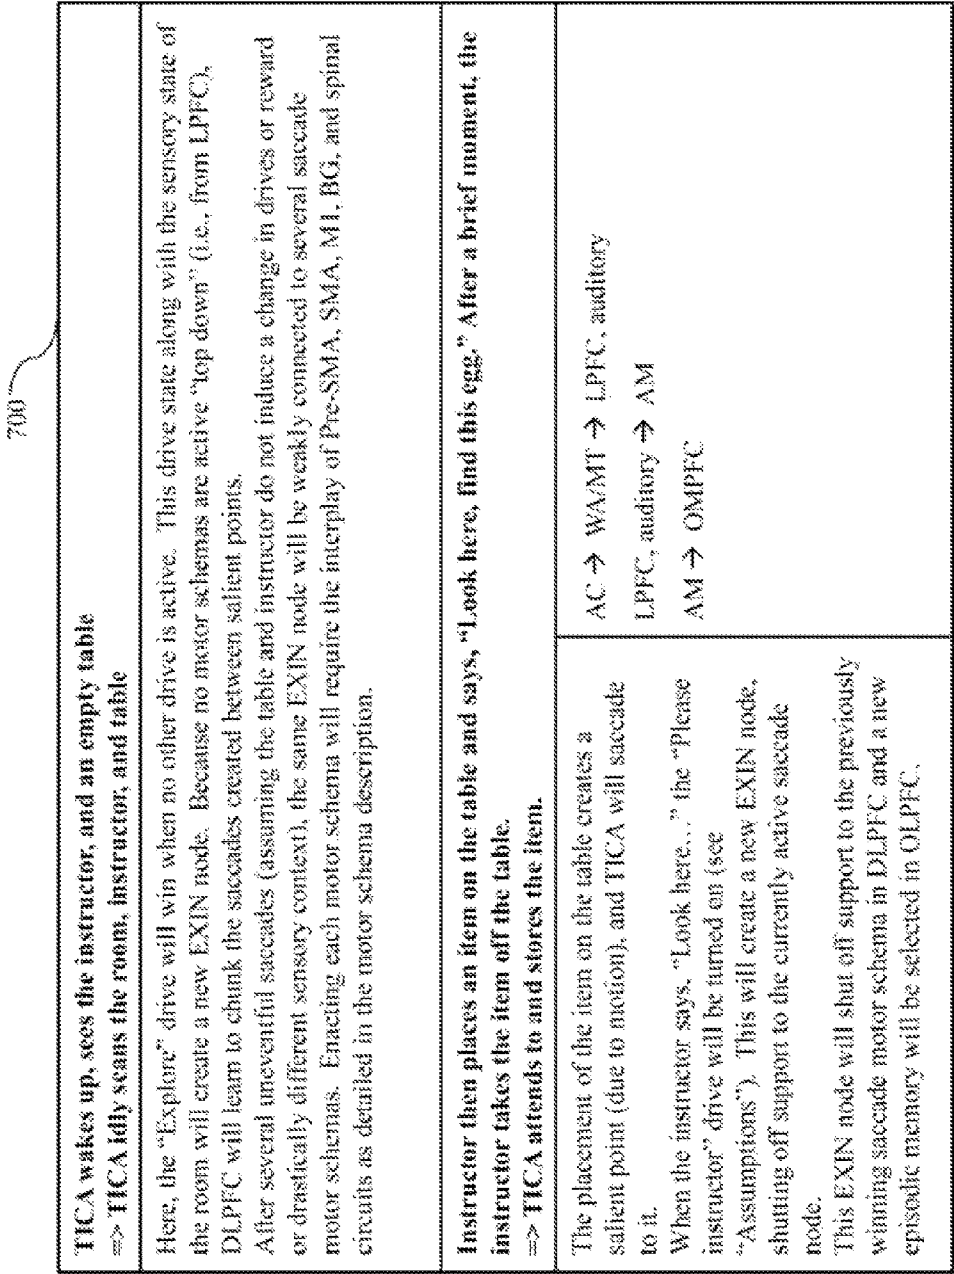 700
TICA wakes up, sees the instructor, and an empty table
=> TICA idly scans the room, instructor, and table
Here, the "Explore" drive will win when no other drive is active. This drive state along with the sensory state of
the room will create a new EXIN node. Because no motor schemas are active "top down" (i.e., from LPFC),
DLPFC will learn to chunk the saccades created between salient points.
After several uneventful saccades (assuming the table and instructor do not induce a change in drives or reward
or drastically different sensory context), the same EXIN node will be weakly connected to several saccade
motor schemas. Enacting each motor schema will require the interplay of Pre-SMA, SMA, M1, BG, and spinal
circuits as detailed in the motor schema description.
Instructor then places an item on the table and says, "Look here, find this egg." After a brief moment, the
instructor takes the item off the table.
=> TICA attends to and stores the item.
The placement of the item on the table creates a
salient point (due to motion), and TICA will saccade
to it.
When the instructor says, "Look here…" the "Please
instructor" drive will be turned on (see
"Assumptions"). This will create a new EXIN node,
shutting off support to the currently active saccade
node.
This EXIN node will shut off support to the previously
winning saccade motor schema in DLPFC and a new
episodic memory will be selected in OLPFC.
AC → WA/MT → LPFC, auditory
LPFC, auditory → AM
AM → OMPFC